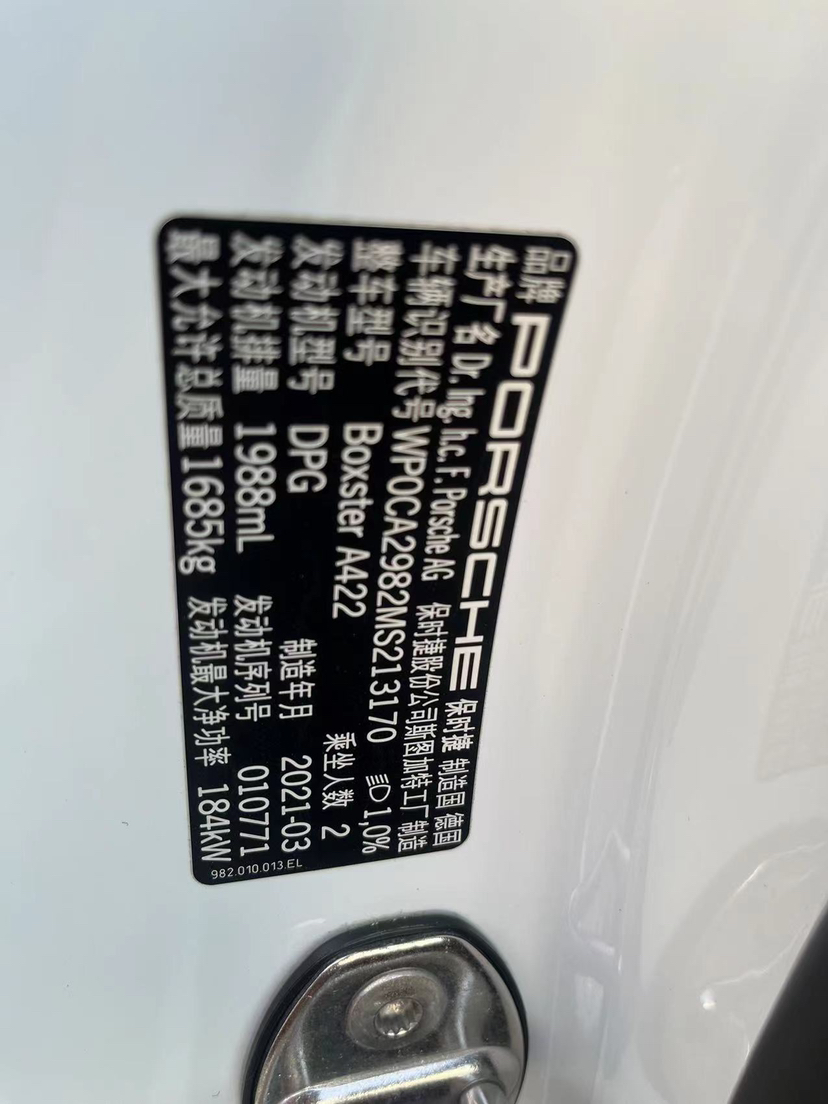 品牌 PORSCHE 保时捷 制造国 德国
生产厂名 Dr. Ing. h.c. F. Porsche AG 保时捷股份公司斯图加特工厂制造
车辆识别代号 WP0CA2982MS213170 1,0%
整车型号 Boxster A422 乘坐人数 2
发动机型号 DPG 制造年月 2021-03
发动机排量 1988mL 发动机序列号 010771
最大允许总质量 1685kg 发动机最大净功率 184kW
982.010.013.EL